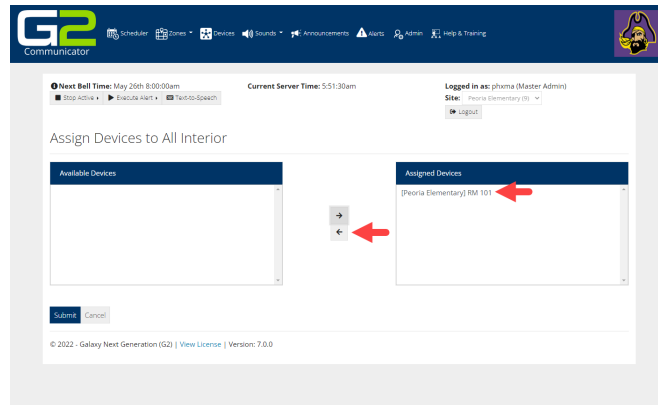 G2
Communicator
Scheduler Zones Devices Sounds Announcements Alerts Admin Help & Training
Next Bell Time: May 26th 8:00:00am Current Server Time: 5:51:30am Logged in as: phxma (Master Admin)
Stop Active Execute Alert Text-to-Speech Site: Peoria Elementary (9)
Logout
Assign Devices to All Interior
Available Devices Assigned Devices
[Peoria Elementary] RM 101
Submit Cancel
© 2022 - Galaxy Next Generation (G2) | View License | Version: 7.0.0